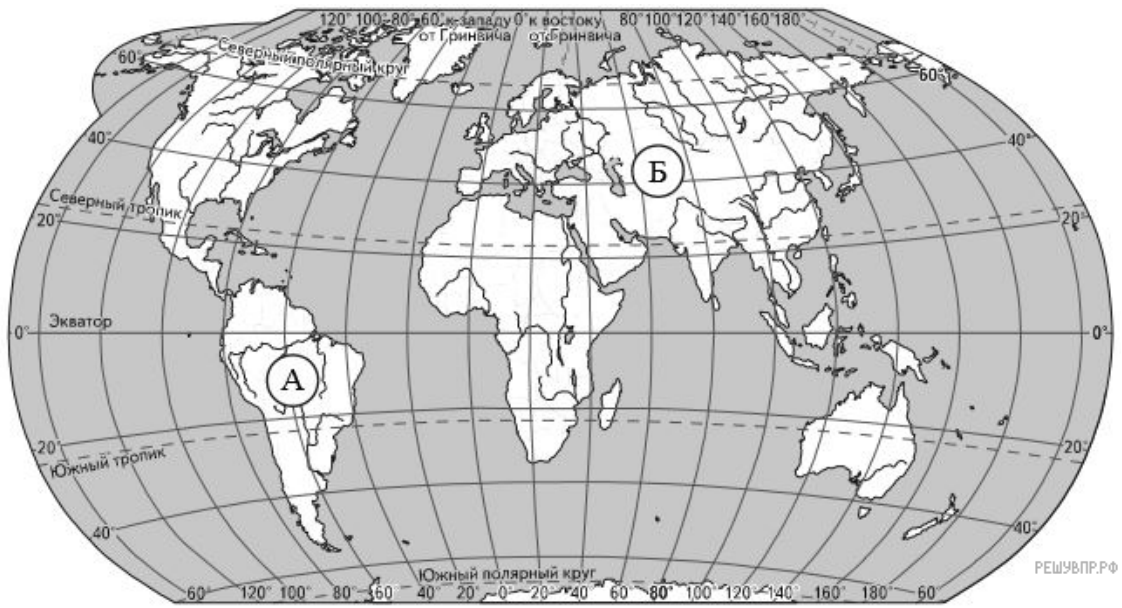 120° 100° 80° 60° к западу 0° к востоку 80° 100° 120° 140° 160° 180°
от Гринвича от Гринвича
60° Северный полярный круг 60°
40° 40°
Б
Северный тропик
20° 20°
Экватор
0° 0°
А
20° 20°
Южный тропик
40° 40°
РЕШУВПР.РФ
Южный полярный круг
60° 120° 100° 80° 60° 40° 20° 0° 20° 40° 60° 80° 100° 120° 140° 160° 180° 60°